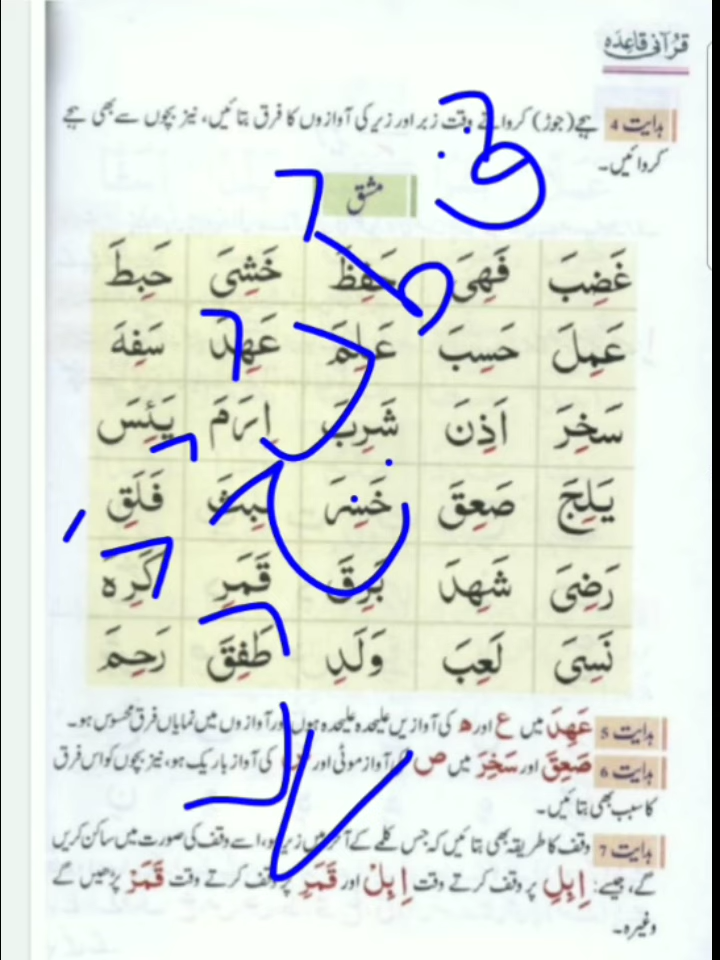 قرآنی قاعدہ
ہدایت 4 ہجے (جوڑ) کرواتے وقت زبر اور زیر کی آوازوں کا فرق بتائیں، نیز بچوں سے بھی ہجے
کروائیں۔
مشق
غَضِبَ فَهِیَ حَفِظَ خَشِیَ حَبِطَ
عَمِلَ حَسِبَ عَلِمَ عَهِدَ سَفِهَ
سَخِرَ اَذِنَ شَرِبَ اِرَمَ یَئِسَ
یَلِجَ صَعِقَ خَسِرَ فَلَقِ
رَضِیَ شَهِدَ بَرِقَ قَمَرِ كَرِهَ
نَسِیَ لَعِبَ وَلَدِ طَفِقَ رَحِمَ
ہدایت 5 عَهِدَ میں ع اور ھ کی آوازیں علیحدہ علیحدہ ہوں اور آوازوں میں نمایاں فرق محسوس ہو۔
ہدایت 6 صَعِقَ اور سَخِرَ میں ص کی آواز موٹی اور کی آواز باریک ہو، نیز بچوں کو اس فرق
کا سبب بھی بتائیں۔
ہدایت 7 وقف کا طریقہ بھی بتائیں کہ جس کلمے کے آخر میں زیر ہو، اسے وقف کی صورت میں ساکن کریں
گے، جیسے: اِبِلِ پر وقف کرتے وقت اِبِلْ اور قَمَرِ پر وقف کرتے وقت قَمَرْ پڑھیں گے
وغیرہ۔